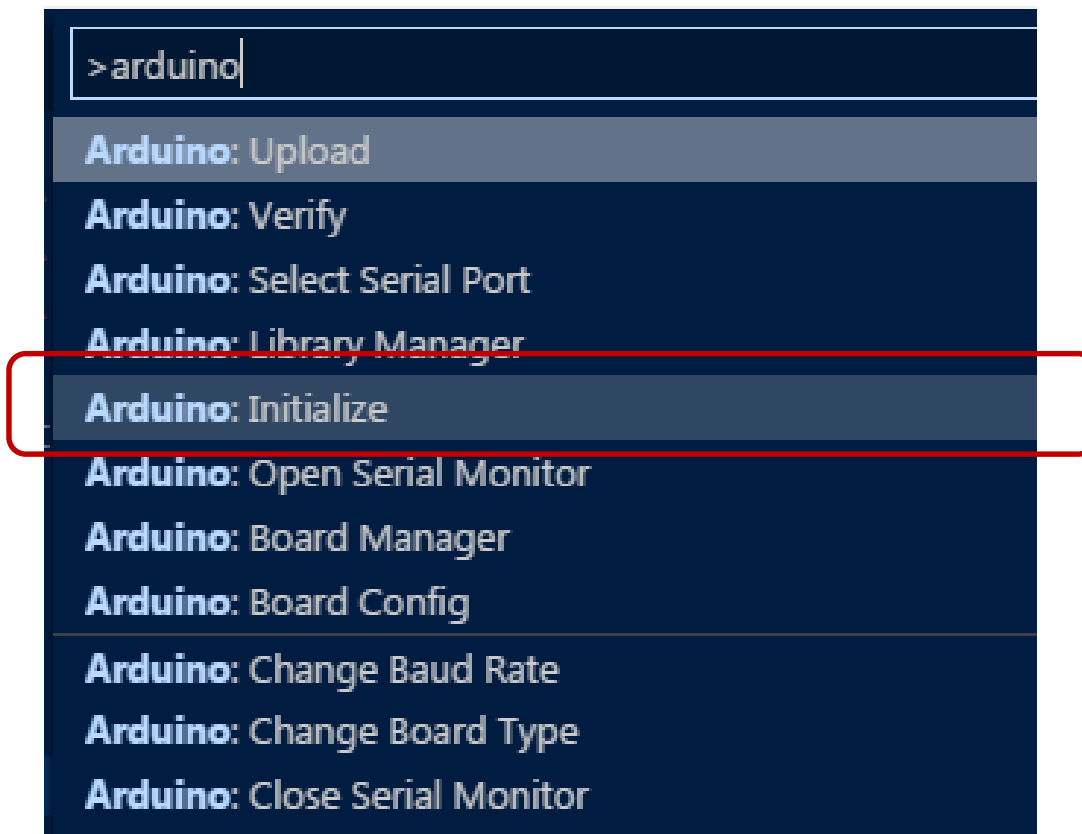 >arduino
Arduino: Upload
Arduino: Verify
Arduino: Select Serial Port
Arduino: Library Manager
Arduino: Initialize
Arduino: Open Serial Monitor
Arduino: Board Manager
Arduino: Board Config
Arduino: Change Baud Rate
Arduino: Change Board Type
Arduino: Close Serial Monitor